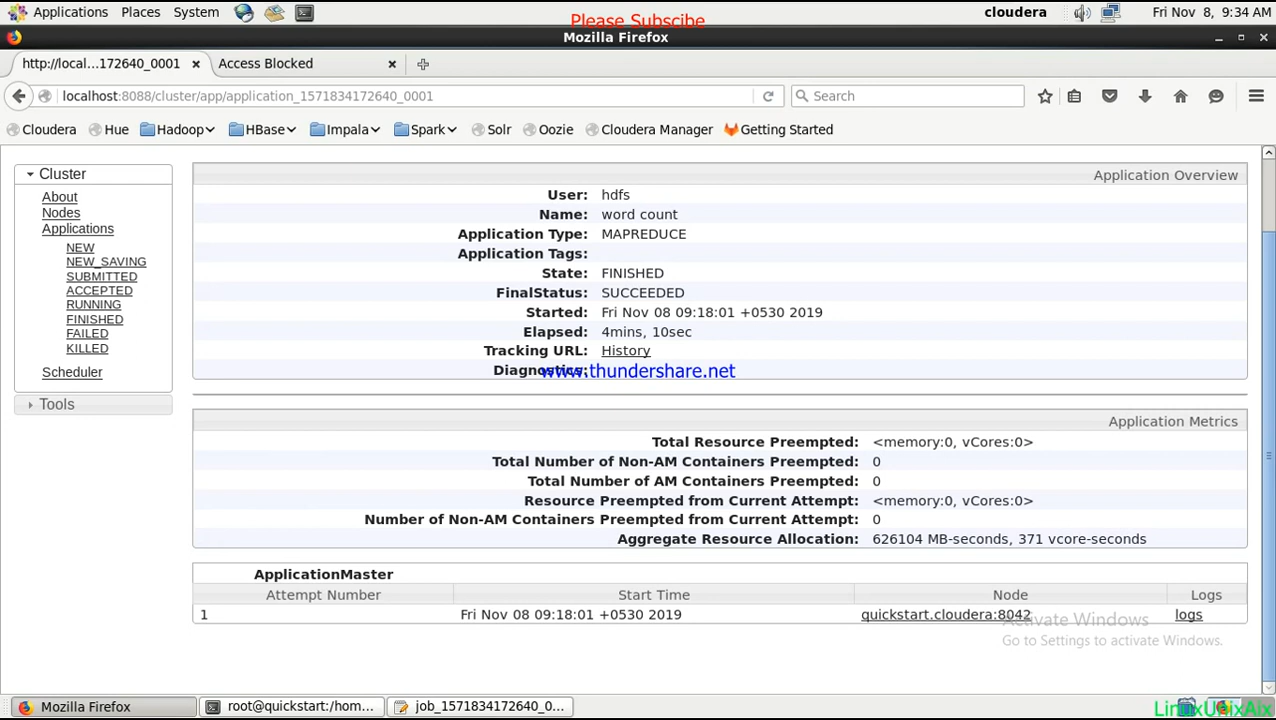 Applications Places System cloudera Fri Nov 8, 9:34 AM
Please Subscibe
Mozilla Firefox
http://local...172640_0001 Access Blocked
localhost:8088/cluster/app/application_1571834172640_0001 Search
Cloudera Hue Hadoop HBase Impala Spark Solr Oozie Cloudera Manager Getting Started
Cluster
About
Nodes
Applications
NEW
NEW_SAVING
SUBMITTED
ACCEPTED
RUNNING
FINISHED
FAILED
KILLED
Scheduler
Tools
Application Overview
User: hdfs
Name: word count
Application Type: MAPREDUCE
Application Tags:
State: FINISHED
FinalStatus: SUCCEEDED
Started: Fri Nov 08 09:18:01 +0530 2019
Elapsed: 4mins, 10sec
Tracking URL: History
Diagnostics:
www.thundershare.net
Application Metrics
Total Resource Preempted: <memory:0, vCores:0>
Total Number of Non-AM Containers Preempted: 0
Total Number of AM Containers Preempted: 0
Resource Preempted from Current Attempt: <memory:0, vCores:0>
Number of Non-AM Containers Preempted from Current Attempt: 0
Aggregate Resource Allocation: 626104 MB-seconds, 371 vcore-seconds
ApplicationMaster
Attempt Number Start Time Node Logs
1 Fri Nov 08 09:18:01 +0530 2019 quickstart.cloudera:8042 logs
Activate Windows
Go to Settings to activate Windows.
Mozilla Firefox root@quickstart:/hom... job_1571834172640_0...
LinuxUnixAix